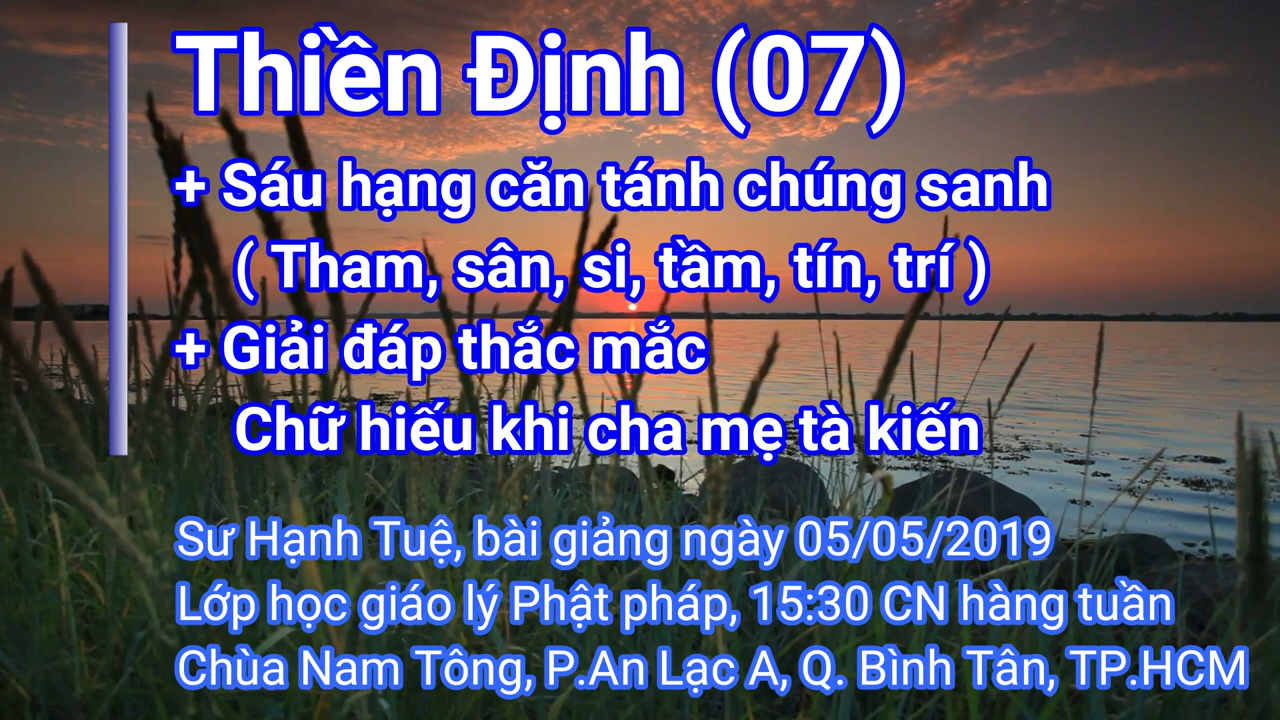 Thiền Định (07)
+ Sáu hạng căn tánh chúng sanh
( Tham, sân, si, tầm, tín, trí )
+ Giải đáp thắc mắc
Chữ hiếu khi cha mẹ tà kiến
Sư Hạnh Tuệ, bài giảng ngày 05/05/2019
Lớp học giáo lý Phật pháp, 15:30 CN hàng tuần
Chùa Nam Tông, P.An Lạc A, Q. Bình Tân, TP.HCM